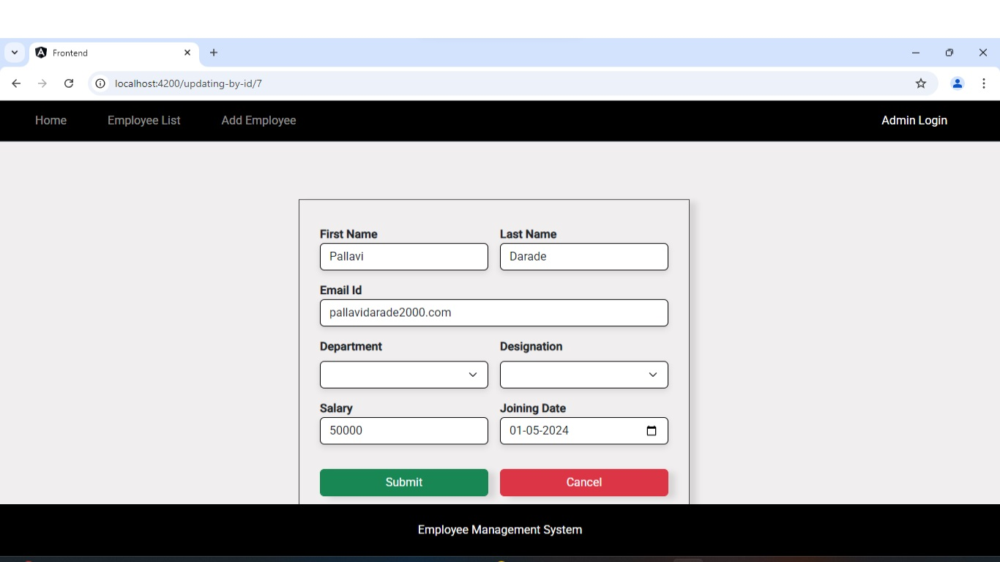 Frontend
localhost:4200/updating-by-id/7
Home Employee List Add Employee Admin Login
First Name Last Name
Pallavi Darade
Email Id
pallavidarade2000.com
Department Designation
Salary Joining Date
50000 01-05-2024
Submit Cancel
Employee Management System